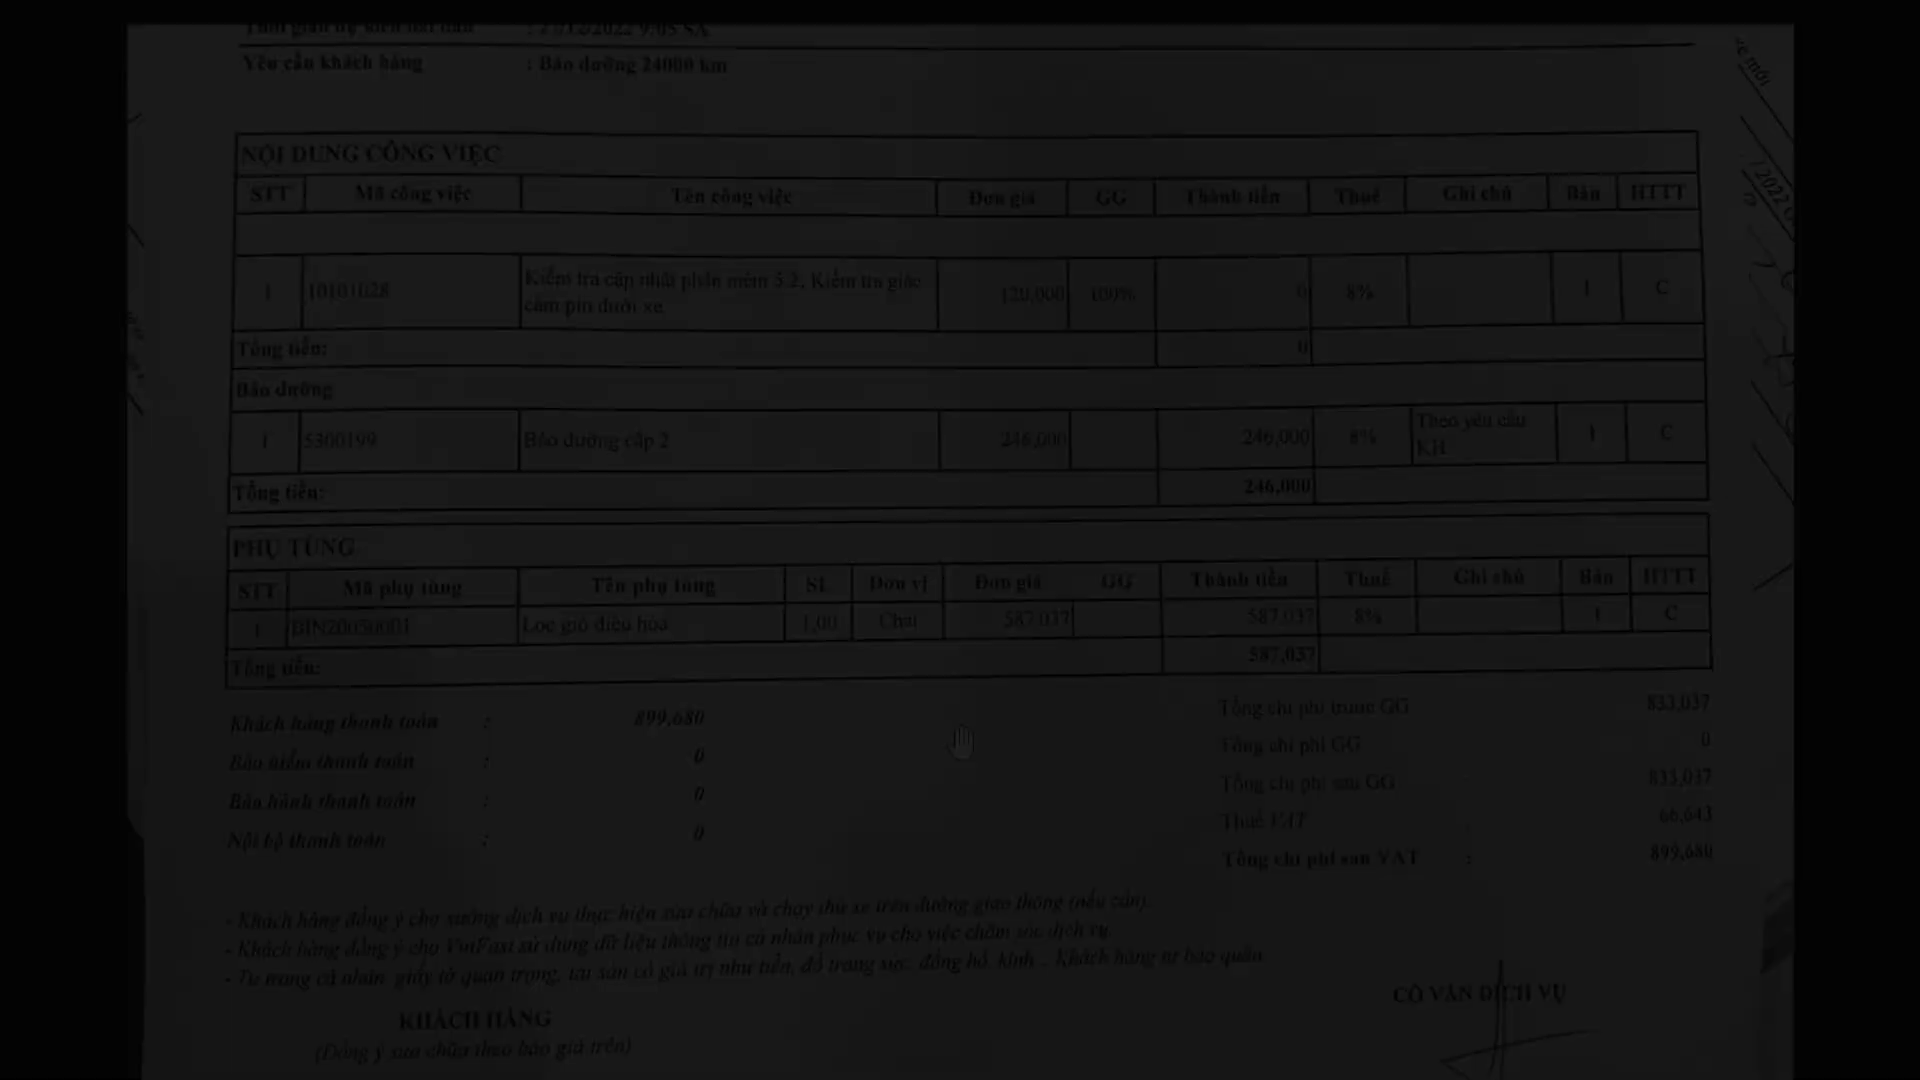 Thời gian dự kiến : 27/12/2022 9:05 SA
Yêu cầu khách hàng : Bảo dưỡng 24000 km
NỘI DUNG CÔNG VIỆC
STT Mã công việc Tên công việc Đơn giá GG Thành tiền Thuế Ghi chú Bán HTTT
1 10101028 Kiểm tra cập nhật phần mềm 5.2, Kiểm tra giắc cắm pin dưới xe 120,000 100% 0 8% 1 C
Tổng tiền: 0
Bảo dưỡng
1 5300199 Bảo dưỡng cấp 2 246,000 246,000 8% Theo yêu cầu KH 1 C
Tổng tiền: 246,000
PHỤ TÙNG
STT Mã phụ tùng Tên phụ tùng SL Đơn vị Đơn giá GG Thành tiền Thuế Ghi chú Bán HTTT
1 BIN20050001 Lọc gió điều hòa 1,00 Chai 587,037 587,037 8% 1 C
Tổng tiền: 587,037
Khách hàng thanh toán : 899,680
Bảo hiểm thanh toán : 0
Bảo hành thanh toán : 0
Nội bộ thanh toán : 0
Tổng chi phí trước GG 833,037
Tổng chi phí GG 0
Tổng chi phí sau GG : 833,037
Thuế VAT : 66,643
Tổng chi phí sau VAT : 899,680
- Khách hàng đồng ý cho xưởng dịch vụ thực hiện sửa chữa và chạy thử xe trên đường giao thông (nếu cần).
- Khách hàng đồng ý cho VinFast sử dụng dữ liệu thông tin cá nhân phục vụ cho việc chăm sóc dịch vụ
- Tư trang cá nhân, giấy tờ quan trọng, tài sản có giá trị như tiền, đồ trang sức, đồng hồ, kính... Khách hàng tự bảo quản
CỐ VẤN DỊCH VỤ
KHÁCH HÀNG
(Đồng ý sửa chữa theo báo giá trên)